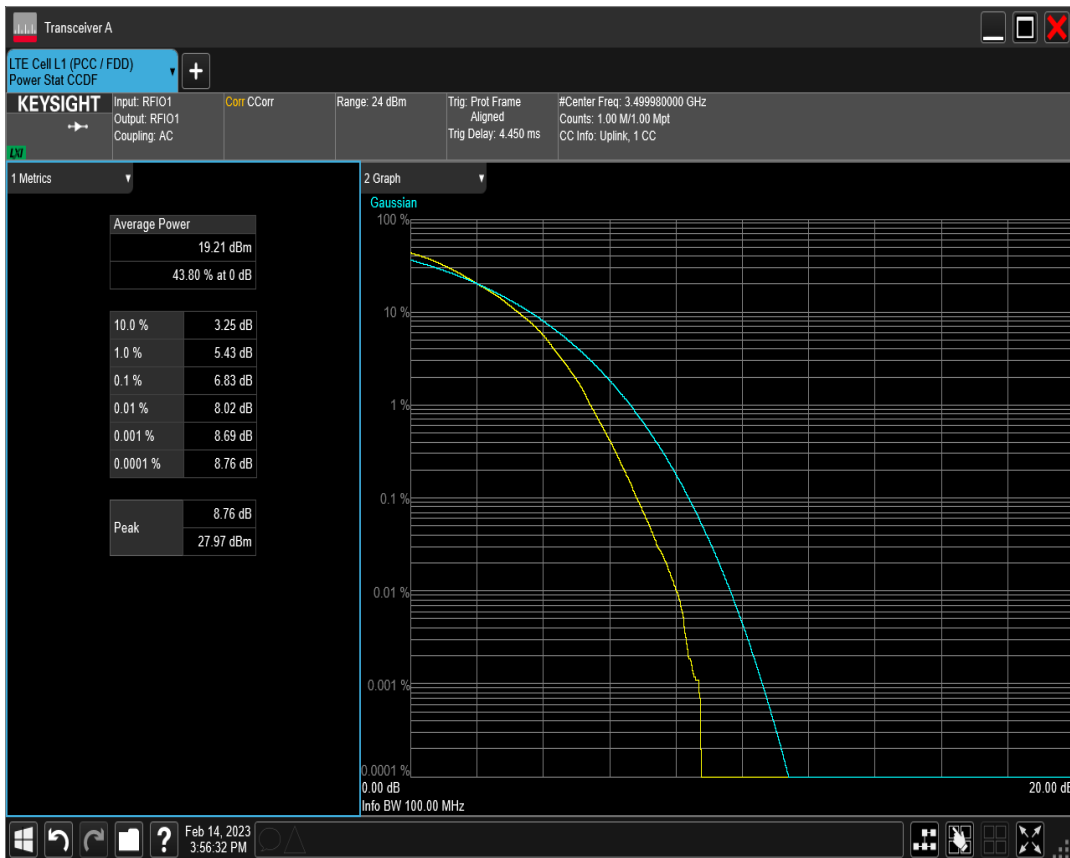 Transceiver A
LTE Cell L1 (PCC / FDD)
Power Stat CCDF
KEYSIGHT
LXI
Input: RFIO1
Output: RFIO1
Coupling: AC
Corr CCorr
Range: 24 dBm
Trig: Prot Frame
Aligned
Trig Delay: 4.450 ms
#Center Freq: 3.499980000 GHz
Counts: 1.00 M/1.00 Mpt
CC Info: Uplink, 1 CC
1 Metrics
Average Power
19.21 dBm
43.80 % at 0 dB
10.0 % 3.25 dB
1.0 % 5.43 dB
0.1 % 6.83 dB
0.01 % 8.02 dB
0.001 % 8.69 dB
0.0001 % 8.76 dB
Peak
8.76 dB
27.97 dBm
2 Graph
Gaussian
100 %
10 %
1 %
0.1 %
0.01 %
0.001 %
0.0001 %
0.00 dB 20.00 dB
Info BW 100.00 MHz
?
Feb 14, 2023
3:56:32 PM